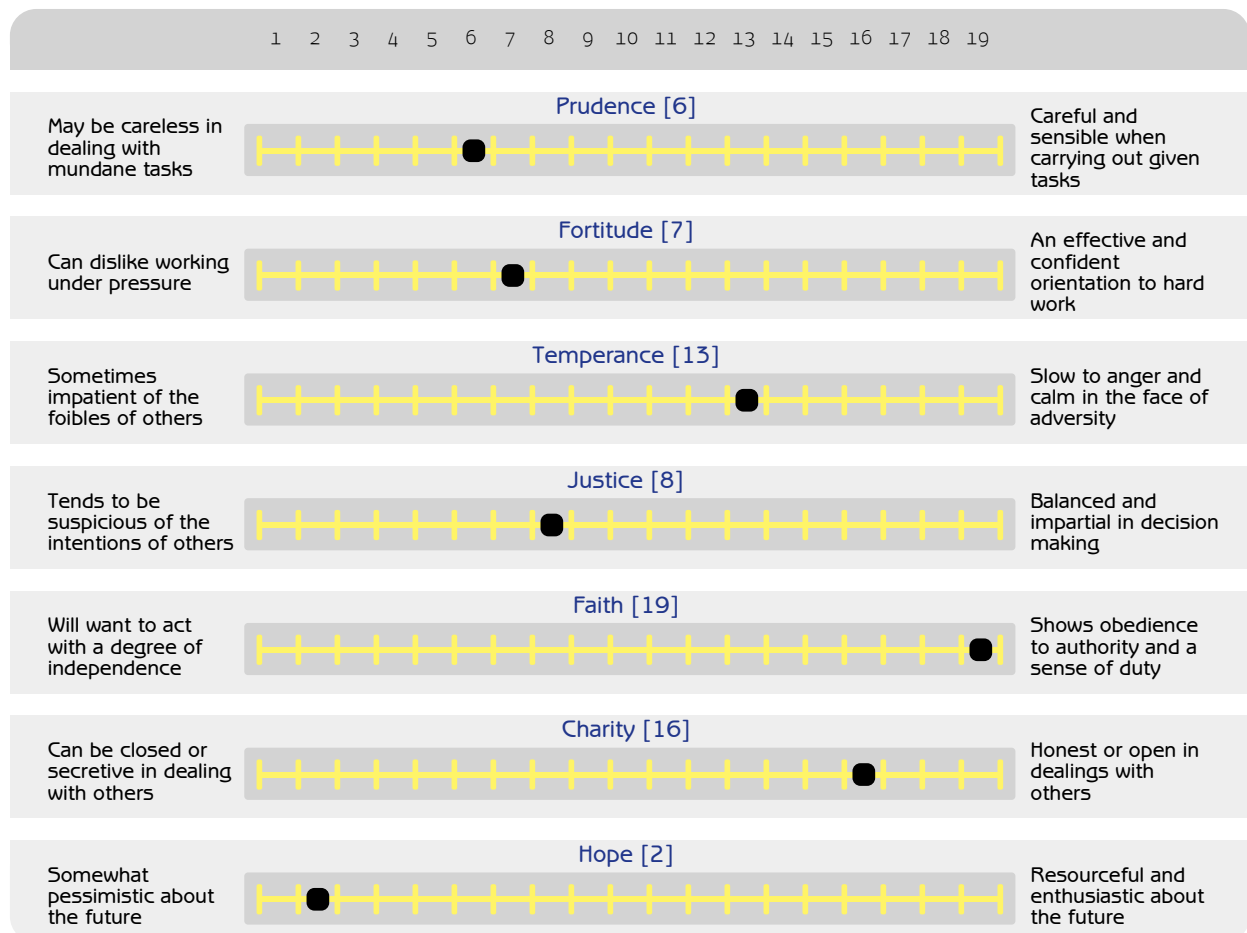 1 2 3 4 5 6 7 8 9 10 11 12 13 14 15 16 17 18 19
Prudence [6]
May be careless in
dealing with
mundane tasks
Careful and
sensible when
carrying out given
tasks
Fortitude [7]
Can dislike working
under pressure
An effective and
confident
orientation to hard
work
Temperance [13]
Sometimes
impatient of the
foibles of others
Slow to anger and
calm in the face of
adversity
Justice [8]
Tends to be
suspicious of the
intentions of others
Balanced and
impartial in decision
making
Faith [19]
Will want to act
with a degree of
independence
Shows obedience
to authority and a
sense of duty
Charity [16]
Can be closed or
secretive in dealing
with others
Honest or open in
dealings with
others
Hope [2]
Somewhat
pessimistic about
the future
Resourceful and
enthusiastic about
the future